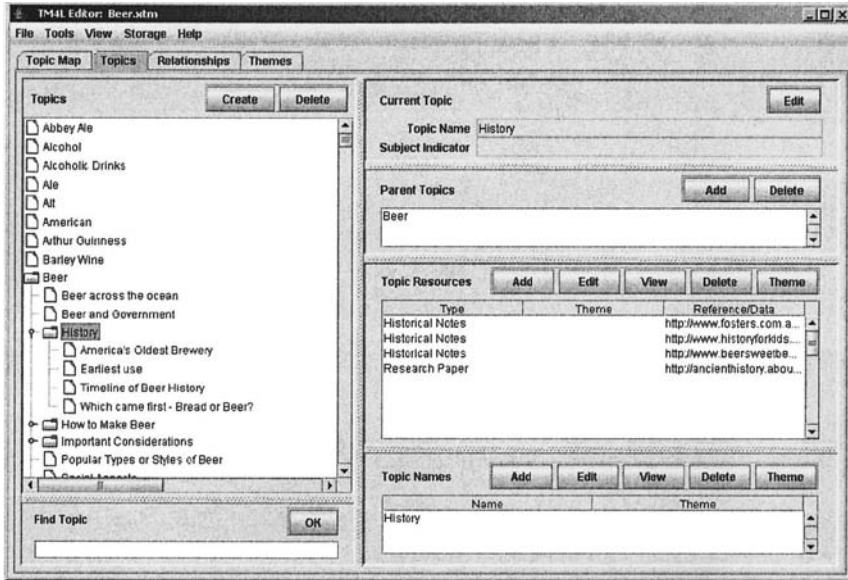 TM4L Editor: Beer.xtm
File Tools View Storage Help
Topic Map Topics Relationships Themes
Topics Create Delete
Abbey Ale
Alcohol
Alcoholic Drinks
Ale
Alt
American
Arthur Guinness
Barley Wine
Beer
Beer across the ocean
Beer and Government
History
America's Oldest Brewery
Earliest use
Timeline of Beer History
Which came first - Bread or Beer?
How to Make Beer
Important Considerations
Popular Types or Styles of Beer
Find Topic OK
Current Topic Edit
Topic Name History
Subject Indicator
Parent Topics Add Delete
Beer
Topic Resources Add Edit View Delete Theme
Type Theme Reference/Data
Historical Notes http://www.fosters.com.a...
Historical Notes http://www.historyforkids....
Historical Notes http://www.beersweetbe...
Research Paper http://ancienthistory.abou...
Topic Names Add Edit View Delete Theme
Name Theme
History